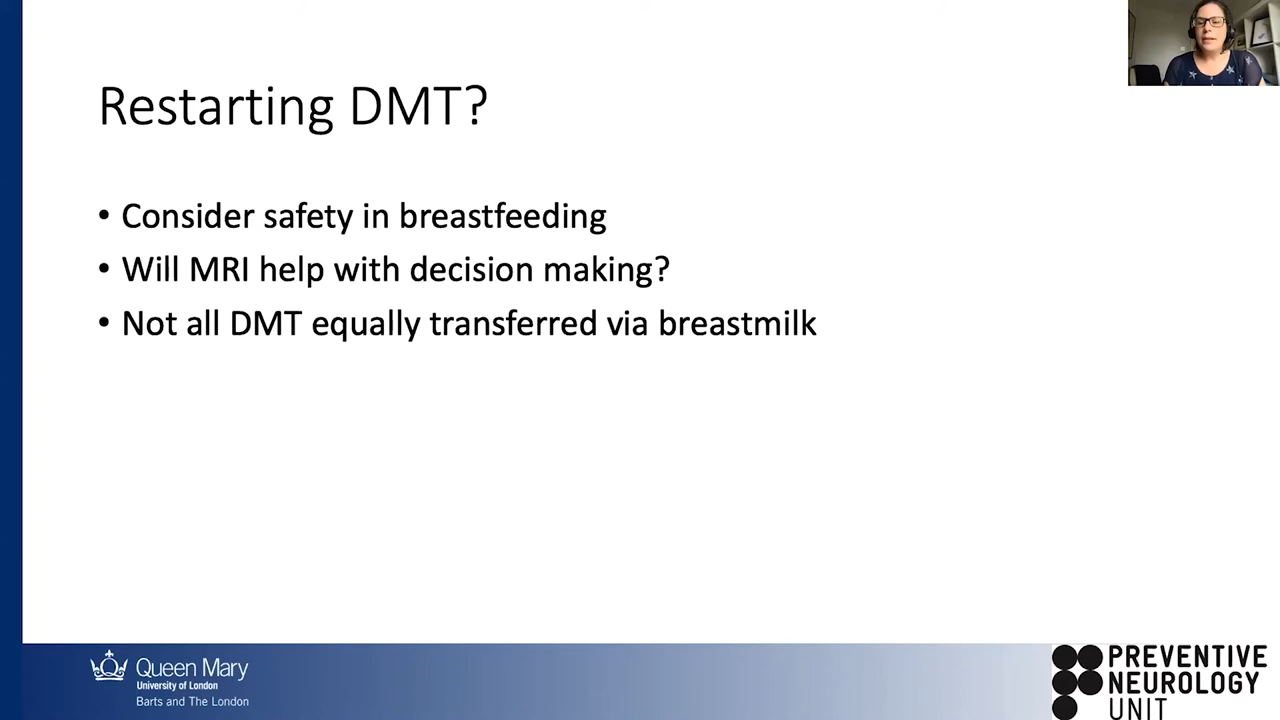 Restarting DMT?
• Consider safety in breastfeeding
• Will MRI help with decision making?
• Not all DMT equally transferred via breastmilk
Queen Mary
University of London
Barts and The London
PREVENTIVE
NEUROLOGY
UNIT